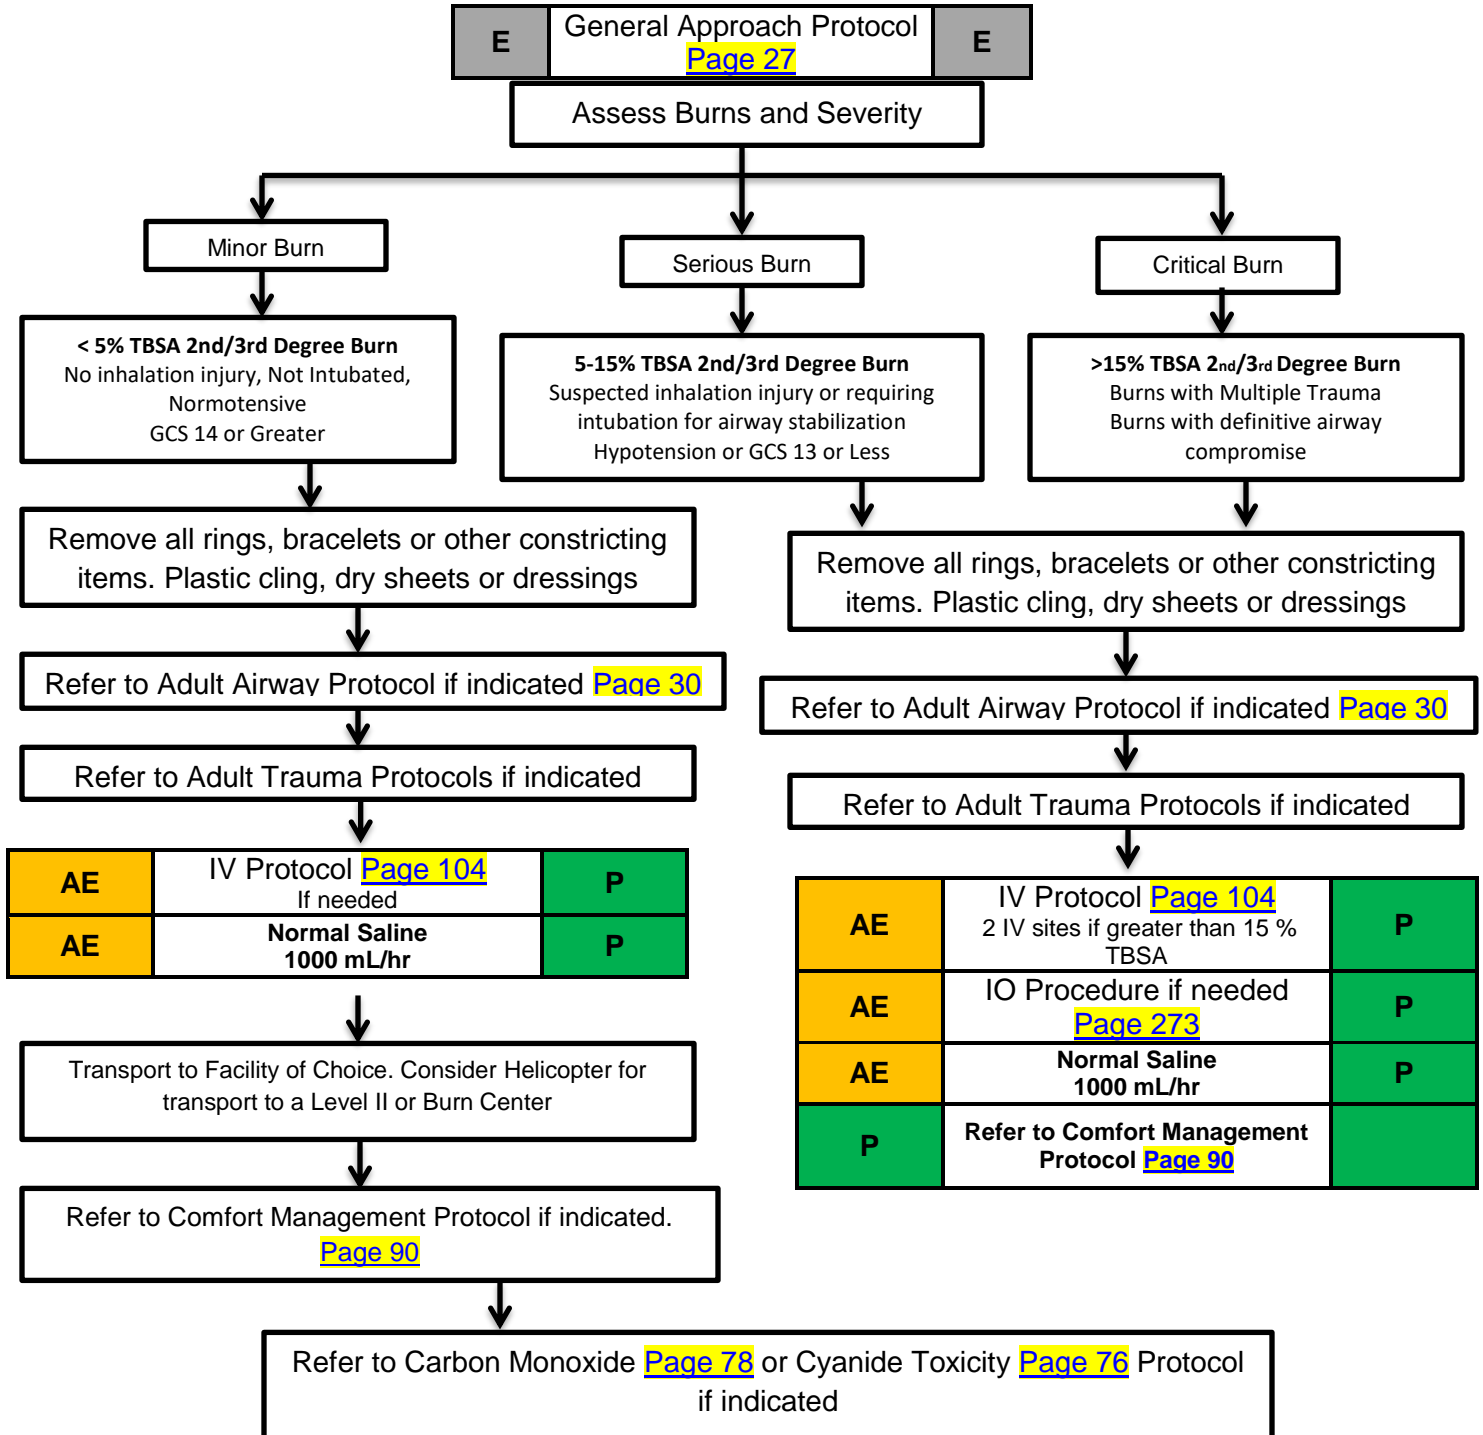 E
General Approach Protocol
Page 27
E
Assess Burns and Severity
Minor Burn
Serious Burn
Critical Burn
< 5% TBSA 2nd/3rd Degree Burn
No inhalation injury, Not Intubated,
Normotensive
GCS 14 or Greater
5-15% TBSA 2nd/3rd Degree Burn
Suspected inhalation injury or requiring
intubation for airway stabilization
Hypotension or GCS 13 or Less
>15% TBSA 2nd/3rd Degree Burn
Burns with Multiple Trauma
Burns with definitive airway
compromise
Remove all rings, bracelets or other constricting
items. Plastic cling, dry sheets or dressings
Refer to Adult Airway Protocol if indicated Page 30
Refer to Adult Trauma Protocols if indicated
AE
IV Protocol Page 104
If needed
P
AE
Normal Saline
1000 mL/hr
P
Transport to Facility of Choice. Consider Helicopter for
transport to a Level II or Burn Center
Refer to Comfort Management Protocol if indicated.
Page 90
Remove all rings, bracelets or other constricting
items. Plastic cling, dry sheets or dressings
Refer to Adult Airway Protocol if indicated Page 30
Refer to Adult Trauma Protocols if indicated
AE
IV Protocol Page 104
2 IV sites if greater than 15 %
TBSA
P
AE
IO Procedure if needed
Page 273
P
AE
Normal Saline
1000 mL/hr
P
P
Refer to Comfort Management
Protocol Page 90
Refer to Carbon Monoxide Page 78 or Cyanide Toxicity Page 76 Protocol
if indicated